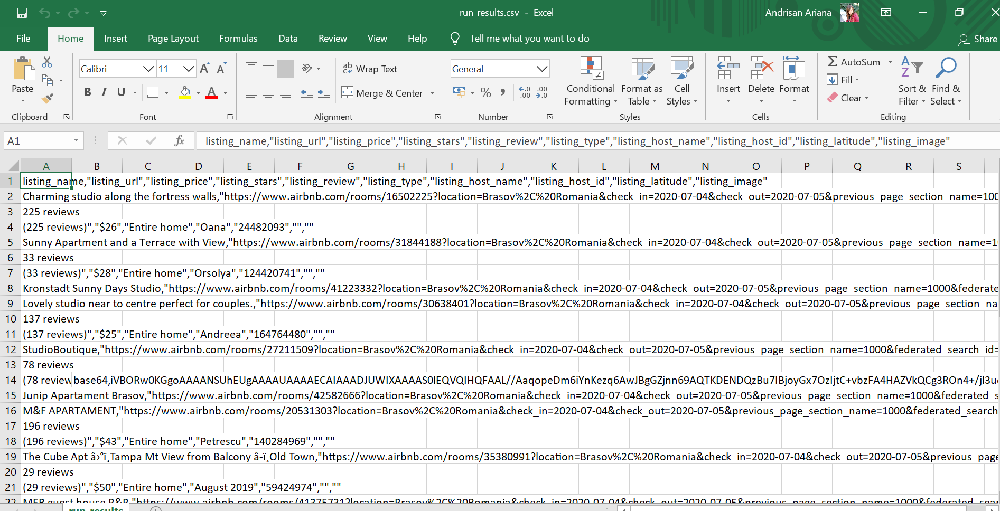 run_results.csv - Excel
Andrisan Ariana
File Home Insert Page Layout Formulas Data Review View Help Tell me what you want to do Share
Calibri 11 Wrap Text General AutoSum
Paste Merge & Center Conditional Formatting Format as Table Cell Styles Insert Delete Format Fill Clear Sort & Filter Find & Select
Clipboard Font Alignment Number Styles Cells Editing
A1 fx listing_name,"listing_url","listing_price","listing_stars","listing_review","listing_type","listing_host_name","listing_host_id","listing_latitude","listing_image"
A B C D E F G H I J K L M N O P Q R S
1 listing_name,"listing_url","listing_price","listing_stars","listing_review","listing_type","listing_host_name","listing_host_id","listing_latitude","listing_image"
2 Charming studio along the fortress walls,"https://www.airbnb.com/rooms/16502225?location=Brasov%2C%20Romania&check_in=2020-07-04&check_out=2020-07-05&previous_page_section_name=100
3 225 reviews
4 (225 reviews)","$26","Entire home","Oana","24482093","",""
5 Sunny Apartment and a Terrace with View,"https://www.airbnb.com/rooms/31844188?location=Brasov%2C%20Romania&check_in=2020-07-04&check_out=2020-07-05&previous_page_section_name=1
6 33 reviews
7 (33 reviews)","$28","Entire home","Orsolya","124420741","",""
8 Kronstadt Sunny Days Studio,"https://www.airbnb.com/rooms/41223332?location=Brasov%2C%20Romania&check_in=2020-07-04&check_out=2020-07-05&previous_page_section_name=1000&federate
9 Lovely studio near to centre perfect for couples.,"https://www.airbnb.com/rooms/30638401?location=Brasov%2C%20Romania&check_in=2020-07-04&check_out=2020-07-05&previous_page_section_na
10 137 reviews
11 (137 reviews)","$25","Entire home","Andreea","164764480","",""
12 StudioBoutique,"https://www.airbnb.com/rooms/27211509?location=Brasov%2C%20Romania&check_in=2020-07-04&check_out=2020-07-05&previous_page_section_name=1000&federated_search_id=
13 78 reviews
14 (78 review base64,iVBORw0KGgoAAAANSUhEUgAAAAUAAAAECAIAAADJUWIXAAAAS0lEQVQIHQFAAL//AaqopeDm6iYnKezq6AwJBgGZjnn69AQTKDENDQzBu7IBjoyGx7OzIjtC+vbzFA4HAZVkQCg3ROn4+/jl3u
15 Junip Apartament Brasov,"https://www.airbnb.com/rooms/42582666?location=Brasov%2C%20Romania&check_in=2020-07-04&check_out=2020-07-05&previous_page_section_name=1000&federated_s
16 M&F APARTAMENT,"https://www.airbnb.com/rooms/20531303?location=Brasov%2C%20Romania&check_in=2020-07-04&check_out=2020-07-05&previous_page_section_name=1000&federated_search
17 196 reviews
18 (196 reviews)","$43","Entire home","Petrescu","140284969","",""
19 The Cube Apt â›°ï¸Tampa Mt View from Balcony â-ï¸Old Town,"https://www.airbnb.com/rooms/35380991?location=Brasov%2C%20Romania&check_in=2020-07-04&check_out=2020-07-05&previous_page
20 29 reviews
21 (29 reviews)","$50","Entire home","August 2019","59424974","",""
22 MFR guest house B&B,"https://www.airbnb.com/rooms/41375731?location=Brasov%2C%20Romania&check_in=2020-07-04&check_out=2020-07-05&previous_page_section_name=1000&federated_sea
run_results